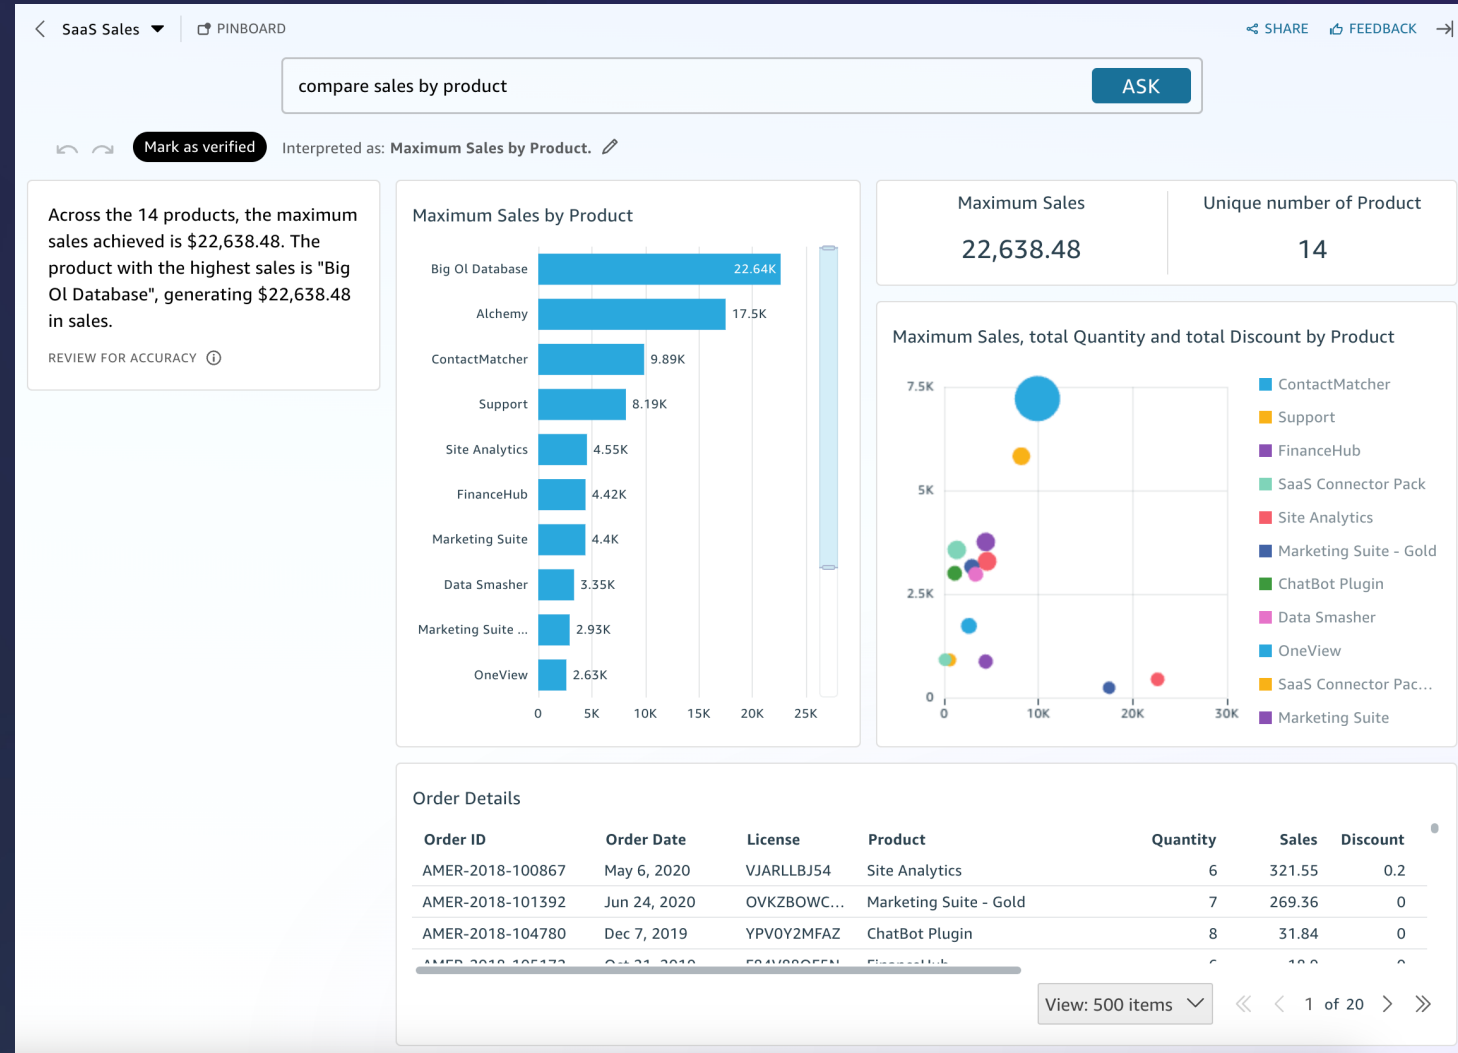 SaaS Sales
PINBOARD
SHARE
FEEDBACK
compare sales by product
ASK
Mark as verified
Interpreted as: Maximum Sales by Product.
Across the 14 products, the maximum
sales achieved is $22,638.48. The
product with the highest sales is "Big
Ol Database", generating $22,638.48
in sales.
REVIEW FOR ACCURACY
Maximum Sales by Product
Big Ol Database 22.64K
Alchemy 17.5K
ContactMatcher 9.89K
Support 8.19K
Site Analytics 4.55K
FinanceHub 4.42K
Marketing Suite 4.4K
Data Smasher 3.35K
Marketing Suite ... 2.93K
OneView 2.63K
0 5K 10K 15K 20K 25K
Maximum Sales
22,638.48
Unique number of Product
14
Maximum Sales, total Quantity and total Discount by Product
7.5K
5K
2.5K
0
0 10K 20K 30K
ContactMatcher
Support
FinanceHub
SaaS Connector Pack
Site Analytics
Marketing Suite - Gold
ChatBot Plugin
Data Smasher
OneView
SaaS Connector Pac...
Marketing Suite
Order Details
Order ID Order Date License Product Quantity Sales Discount
AMER-2018-100867 May 6, 2020 VJARLLBJ54 Site Analytics 6 321.55 0.2
AMER-2018-101392 Jun 24, 2020 OVKZBOWC... Marketing Suite - Gold 7 269.36 0
AMER-2018-104780 Dec 7, 2019 YPV0Y2MFAZ ChatBot Plugin 8 31.84 0
FinanceHub
View: 500 items
1 of 20